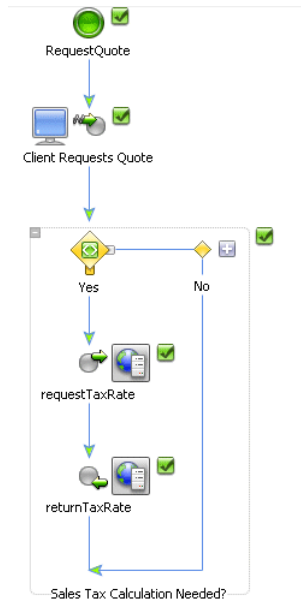 RequestQuote
Client Requests Quote
Yes
No
requestTaxRate
returnTaxRate
Sales Tax Calculation Needed?